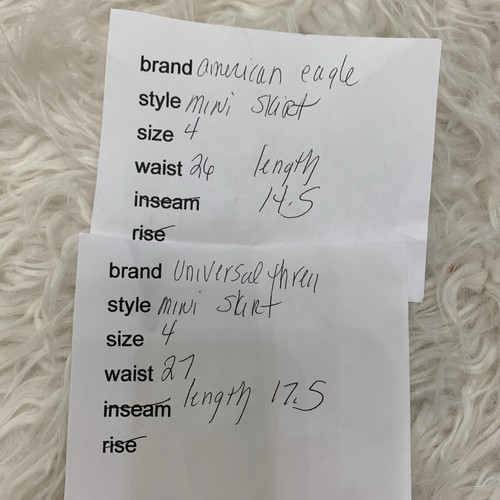 brand american eagle
style mini skirt
size 4
waist 26 length
inseam 14.5
rise
brand Universal
style mini skirt
size 4
waist 27
inseam length 17.5
rise